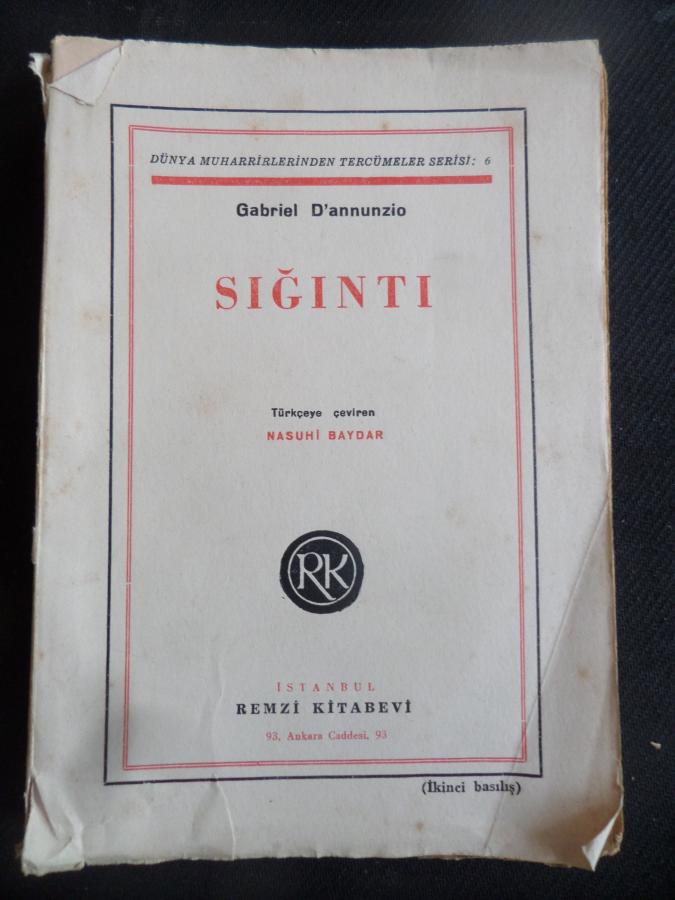 DÜNYA MUHARRİRLERİNDEN TERCÜMELER SERİSİ: 6
Gabriel D'annunzio
SIĞINTI
Türkçeye çeviren
NASUHİ BAYDAR
RK
İSTANBUL
REMZİ KİTABEVİ
93, Ankara Caddesi, 93
(İkinci basılış)